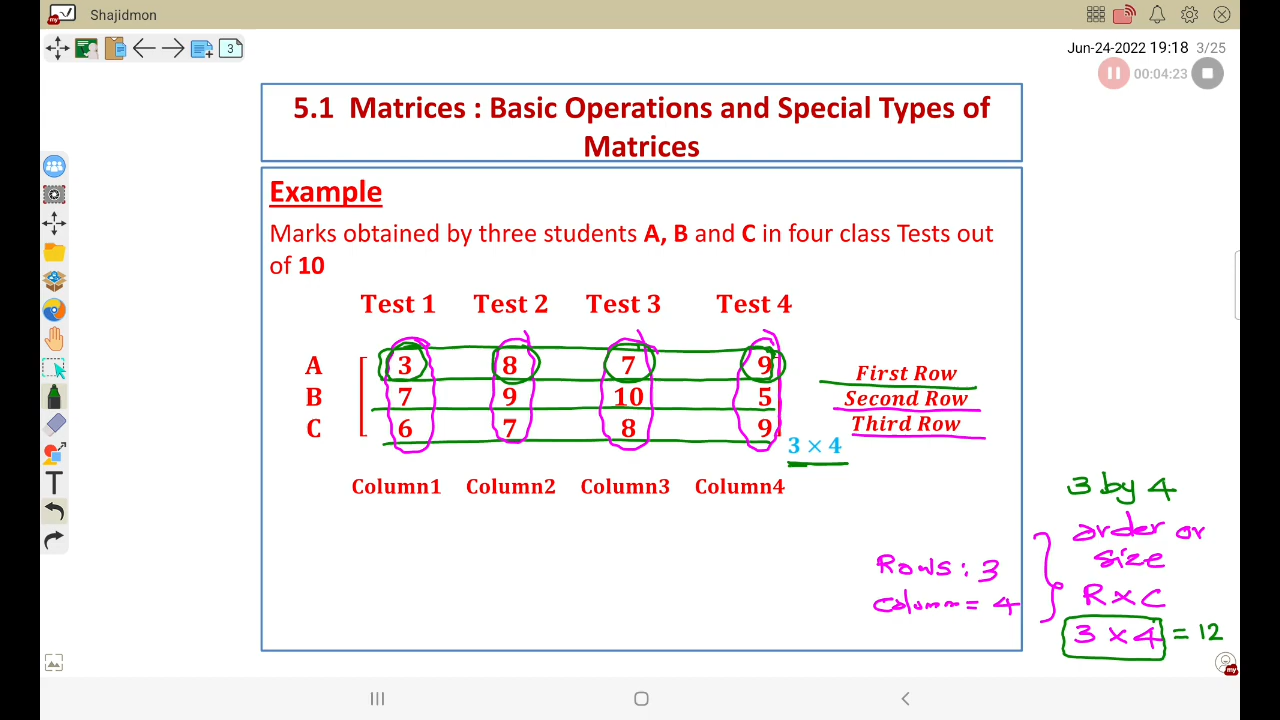 Shajidmon
3
Jun-24-2022 19:18 3/25
00:04:23
5.1 Matrices : Basic Operations and Special Types of
Matrices
Example
Marks obtained by three students A, B and C in four class Tests out
of 10
Test 1 Test 2 Test 3 Test 4
A 3 8 7 9 First Row
B 7 9 10 5 Second Row
C 6 7 8 9 Third Row
3 × 4
Column1 Column2 Column3 Column4
3 by 4
order or
size
Rows : 3
Column = 4
R × C
3 × 4 = 12